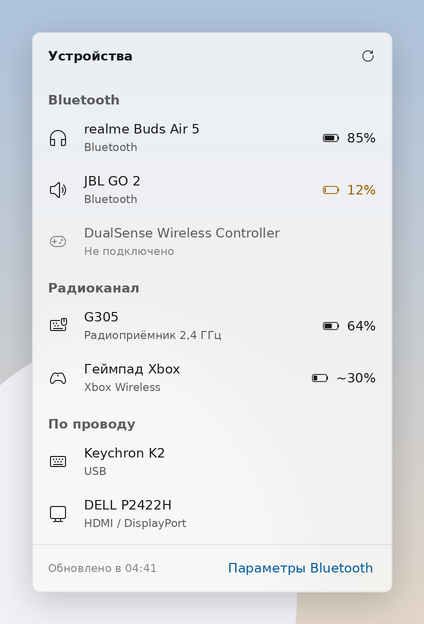 Устройства
Bluetooth
realme Buds Air 5
Bluetooth
85%
JBL GO 2
Bluetooth
12%
DualSense Wireless Controller
Не подключено
Радиоканал
G305
Радиоприёмник 2,4 ГГц
64%
Геймпад Xbox
Xbox Wireless
~30%
По проводу
Keychron K2
USB
DELL P2422H
HDMI / DisplayPort
Обновлено в 04:41
Параметры Bluetooth